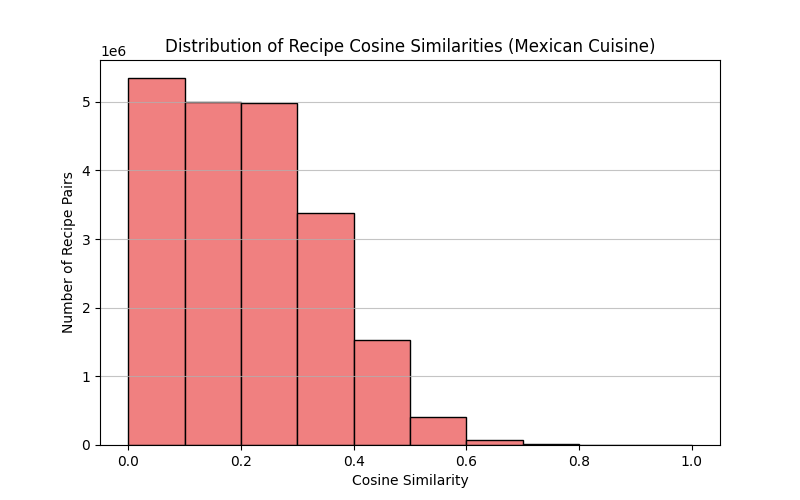 Distribution of Recipe Cosine Similarities (Mexican Cuisine)
1e6
5
4
3
2
1
0
Number of Recipe Pairs
0.0 0.2 0.4 0.6 0.8 1.0
Cosine Similarity